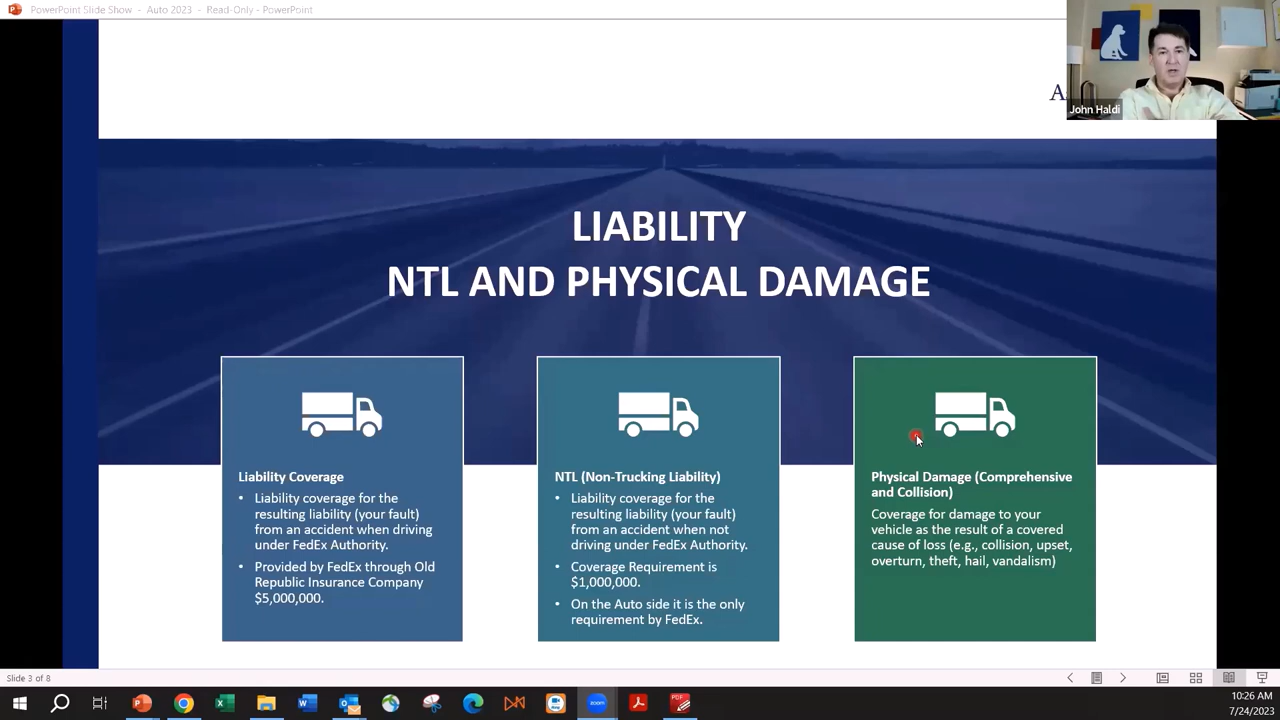 PowerPoint Slide Show - Auto 2023 - Read-Only - PowerPoint
John Haldi
LIABILITY
NTL AND PHYSICAL DAMAGE
Liability Coverage
• Liability coverage for the
resulting liability (your fault)
from an accident when driving
under FedEx Authority.
• Provided by FedEx through Old
Republic Insurance Company
$5,000,000.
NTL (Non-Trucking Liability)
• Liability coverage for the
resulting liability (your fault)
from an accident when not
driving under FedEx Authority.
• Coverage Requirement is
$1,000,000.
• On the Auto side it is the only
requirement by FedEx.
Physical Damage (Comprehensive
and Collision)
Coverage for damage to your
vehicle as the result of a covered
cause of loss (e.g., collision, upset,
overturn, theft, hail, vandalism)
Slide 3 of 8
zoom
PDF
10:26 AM
7/24/2023